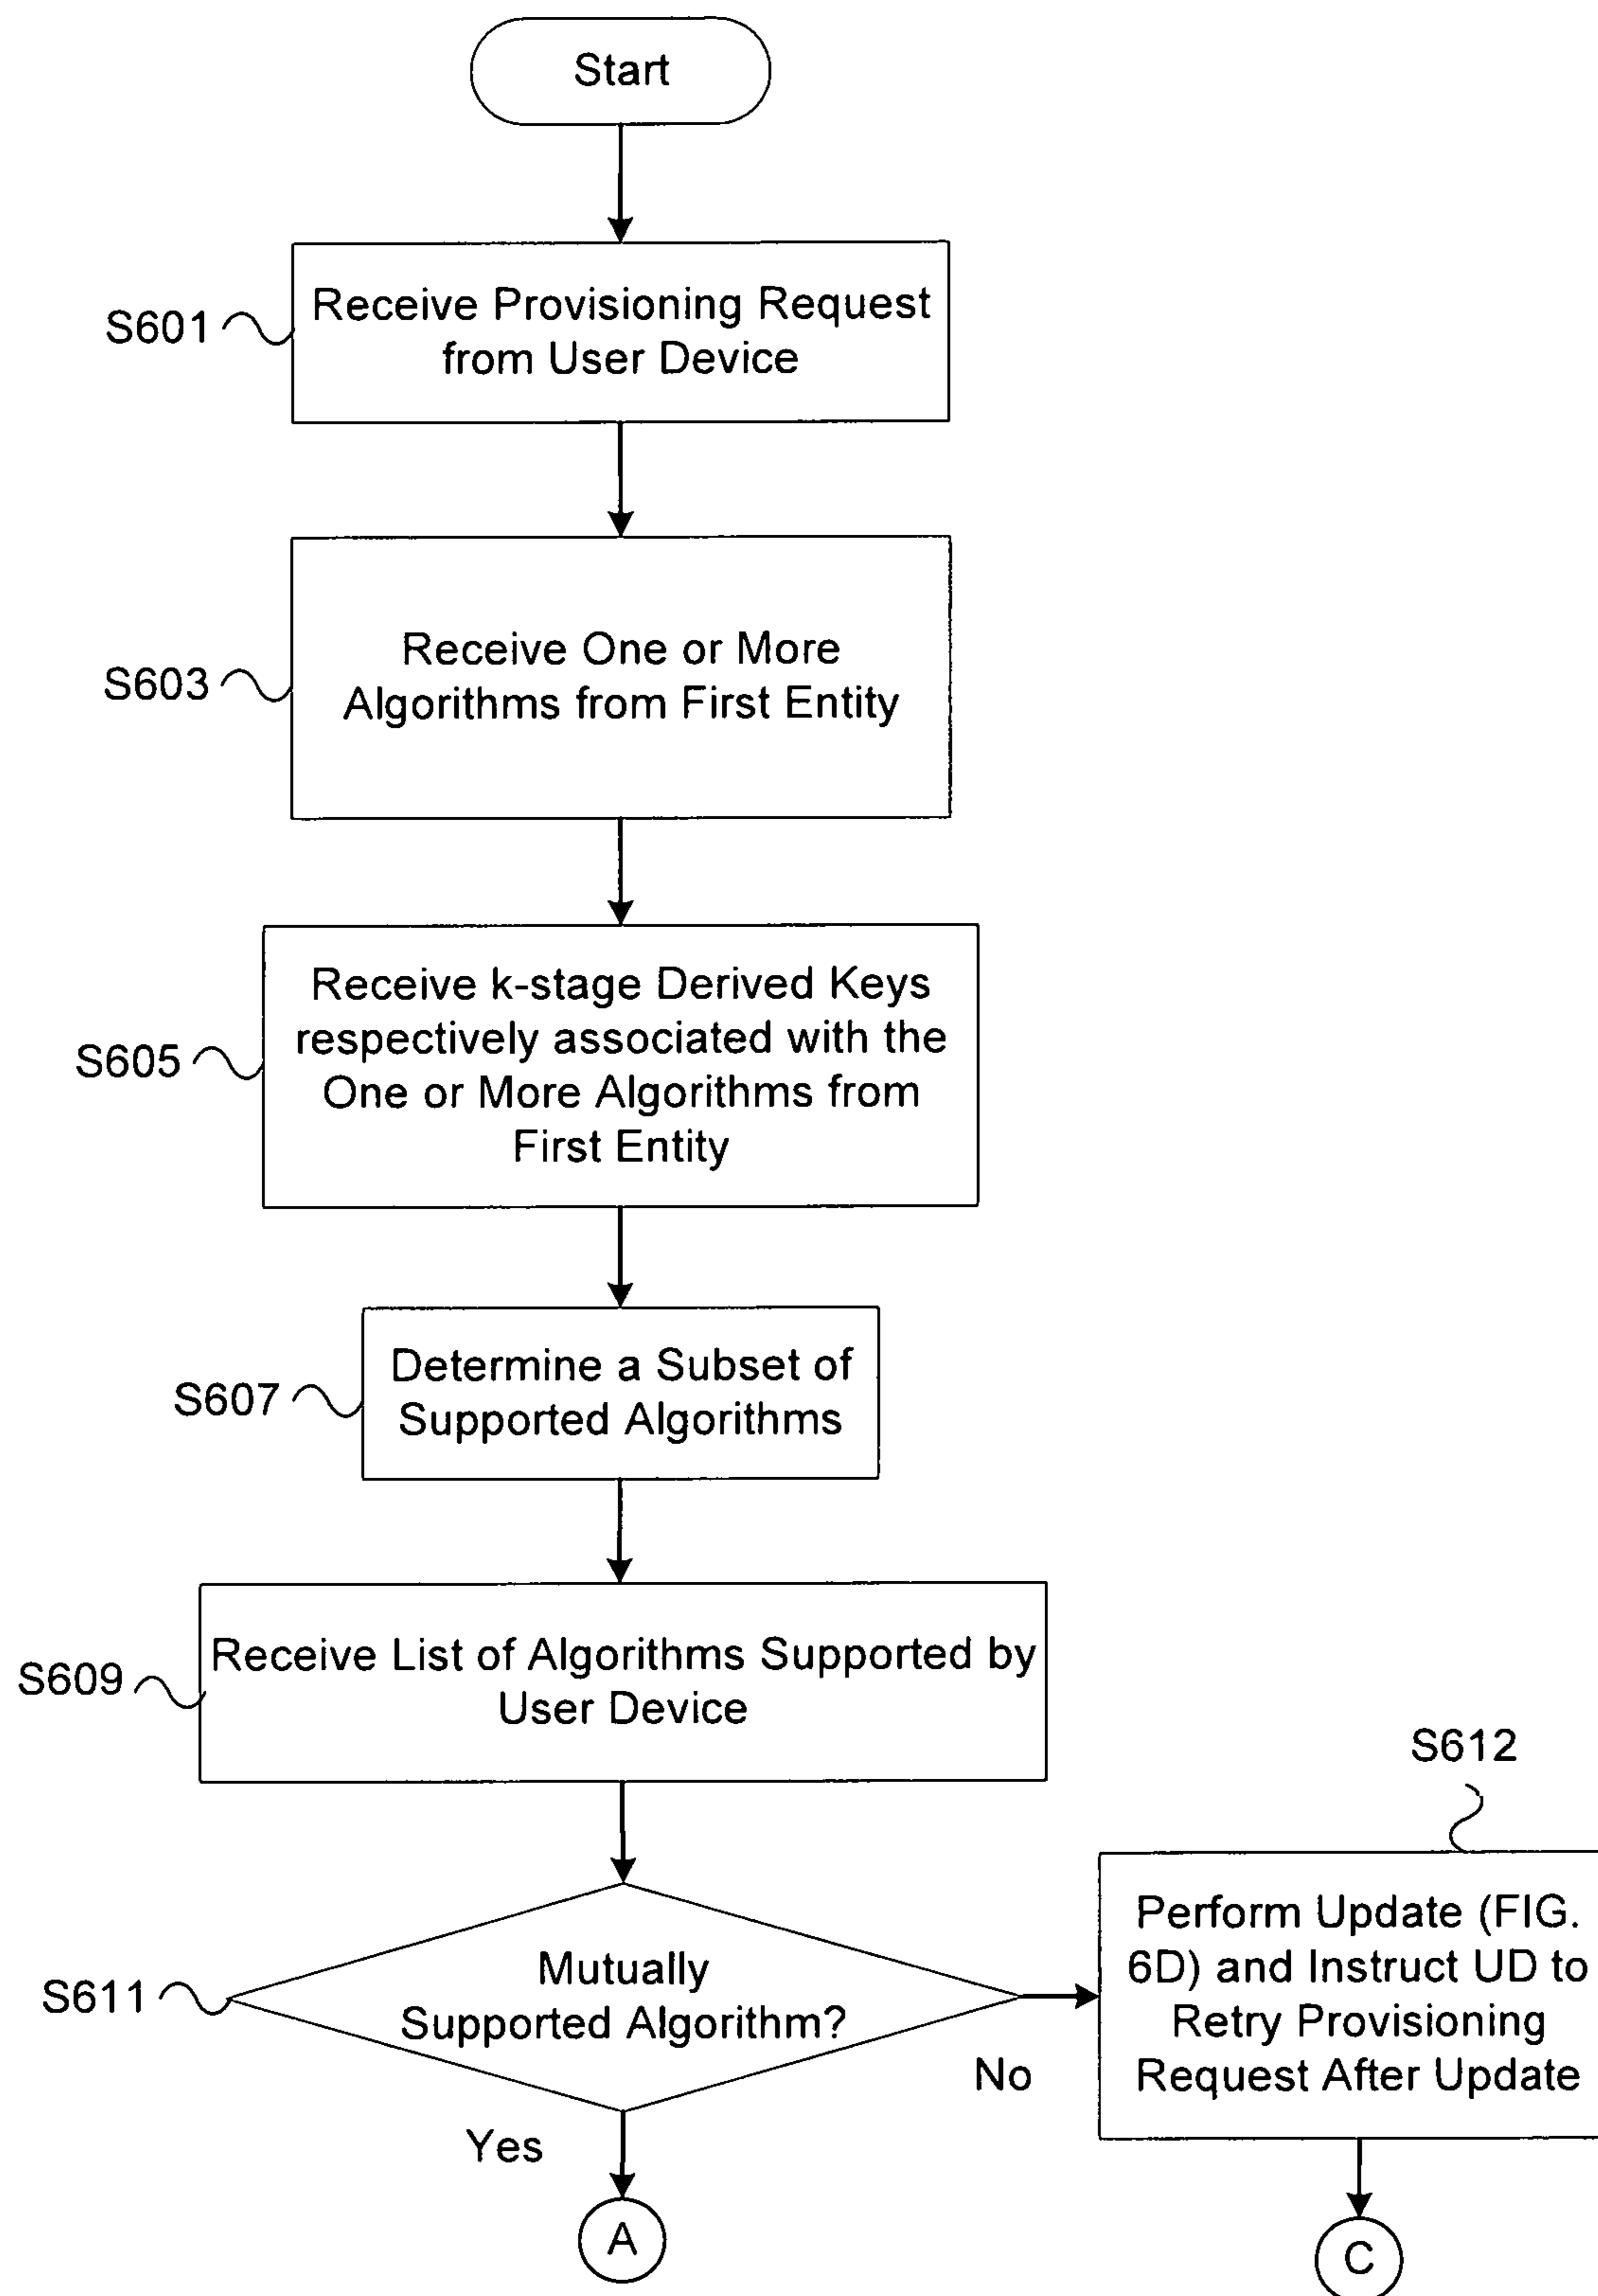 Start
S601
Receive Provisioning Request
from User Device
S603
Receive One or More
Algorithms from First Entity
S605
Receive k-stage Derived Keys
respectively associated with the
One or More Algorithms from
First Entity
S607
Determine a Subset of
Supported Algorithms
S609
Receive List of Algorithms Supported by
User Device
S611
Mutually
Supported Algorithm?
No
S612
Perform Update (FIG.
6D) and Instruct UD to
Retry Provisioning
Request After Update
Yes
A
C